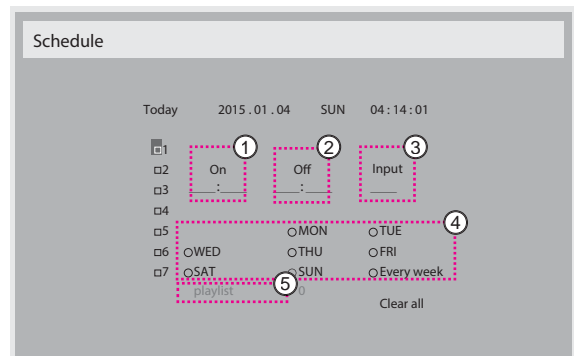 Schedule
Today 2015 . 01 . 04 SUN 04 : 14 : 01
1 1 2 3
2 On Off Input
3 __:__ __:__ __
4 4
5 MON TUE
6 WED THU FRI
7 SAT SUN Every week
playlist 5 0
Clear all